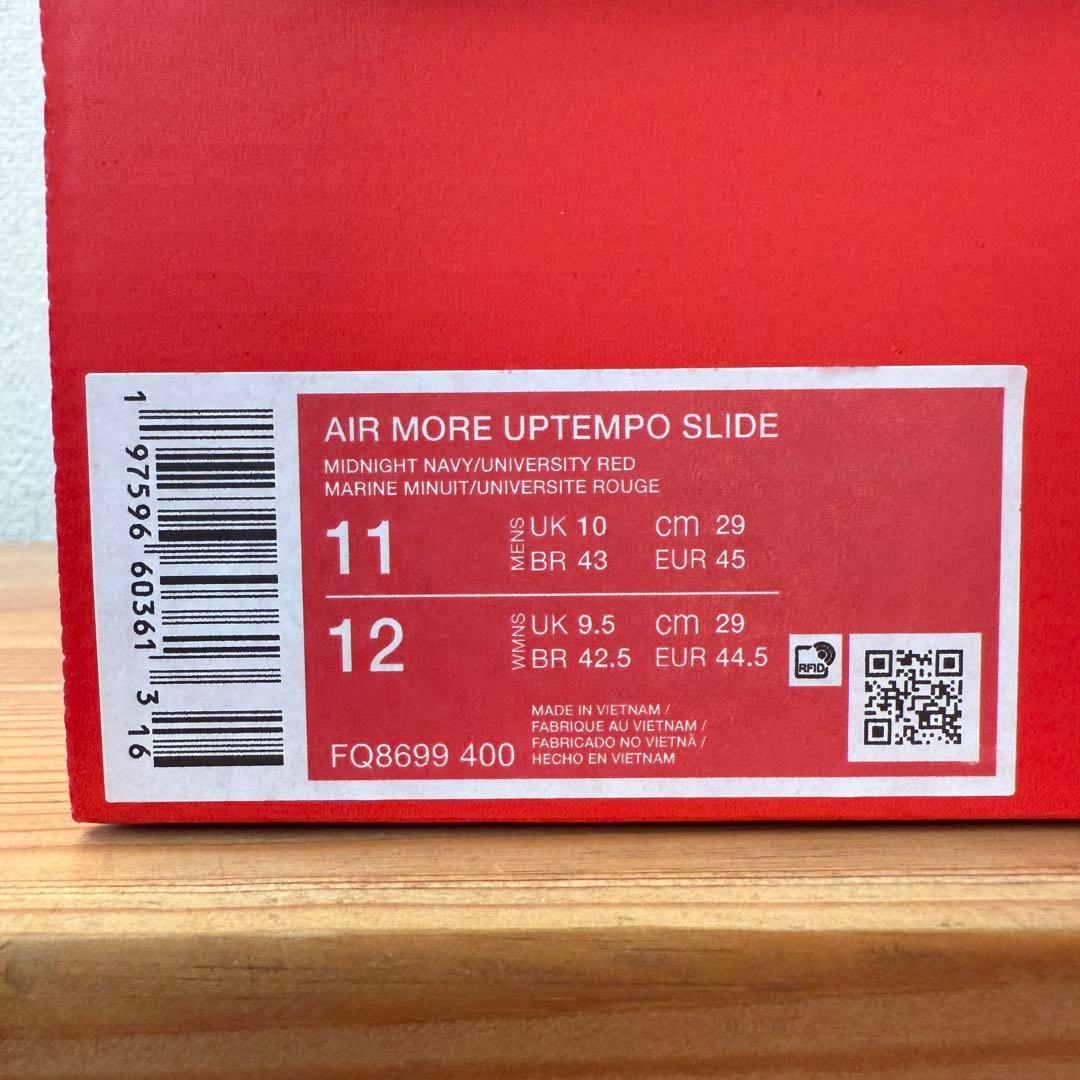 AIR MORE UPTEMPO SLIDE
MIDNIGHT NAVY/UNIVERSITY RED
MARINE MINUIT/UNIVERSITE ROUGE
11 MENS UK 10 cm 29
BR 43 EUR 45
12 WMNS UK 9.5 cm 29
BR 42.5 EUR 44.5
RFID
MADE IN VIETNAM /
FABRIQUE AU VIETNAM /
FABRICADO NO VIETNÃ /
HECHO EN VIETNAM
FQ8699 400
1 97596 60361 3 16